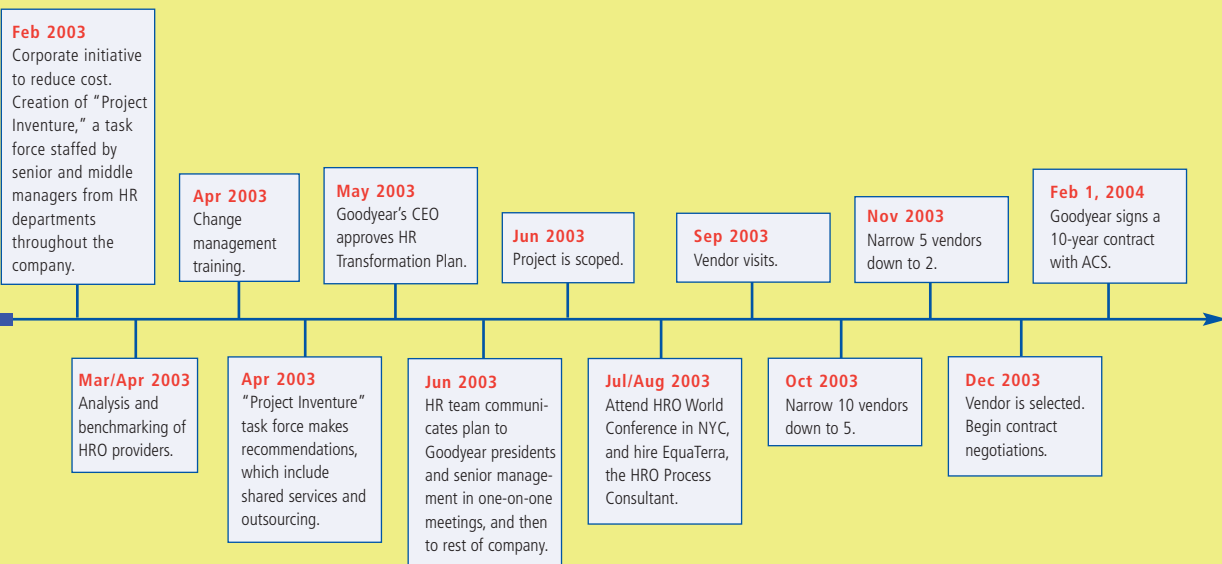 Feb 2003
Corporate initiative
to reduce cost.
Creation of “Project
Inventure,” a task
force staffed by
senior and middle
managers from HR
departments
throughout the
company.
Mar/Apr 2003
Analysis and
benchmarking of
HRO providers.
Apr 2003
Change
management
training.
Apr 2003
“Project Inventure”
task force makes
recommendations,
which include
shared services and
outsourcing.
May 2003
Goodyear’s CEO
approves HR
Transformation Plan.
Jun 2003
HR team communi-
cates plan to
Goodyear presidents
and senior manage-
ment in one-on-one
meetings, and then
to rest of company.
Jun 2003
Project is scoped.
Jul/Aug 2003
Attend HRO World
Conference in NYC,
and hire EquaTerra,
the HRO Process
Consultant.
Sep 2003
Vendor visits.
Oct 2003
Narrow 10 vendors
down to 5.
Nov 2003
Narrow 5 vendors
down to 2.
Dec 2003
Vendor is selected.
Begin contract
negotiations.
Feb 1, 2004
Goodyear signs a
10-year contract
with ACS.